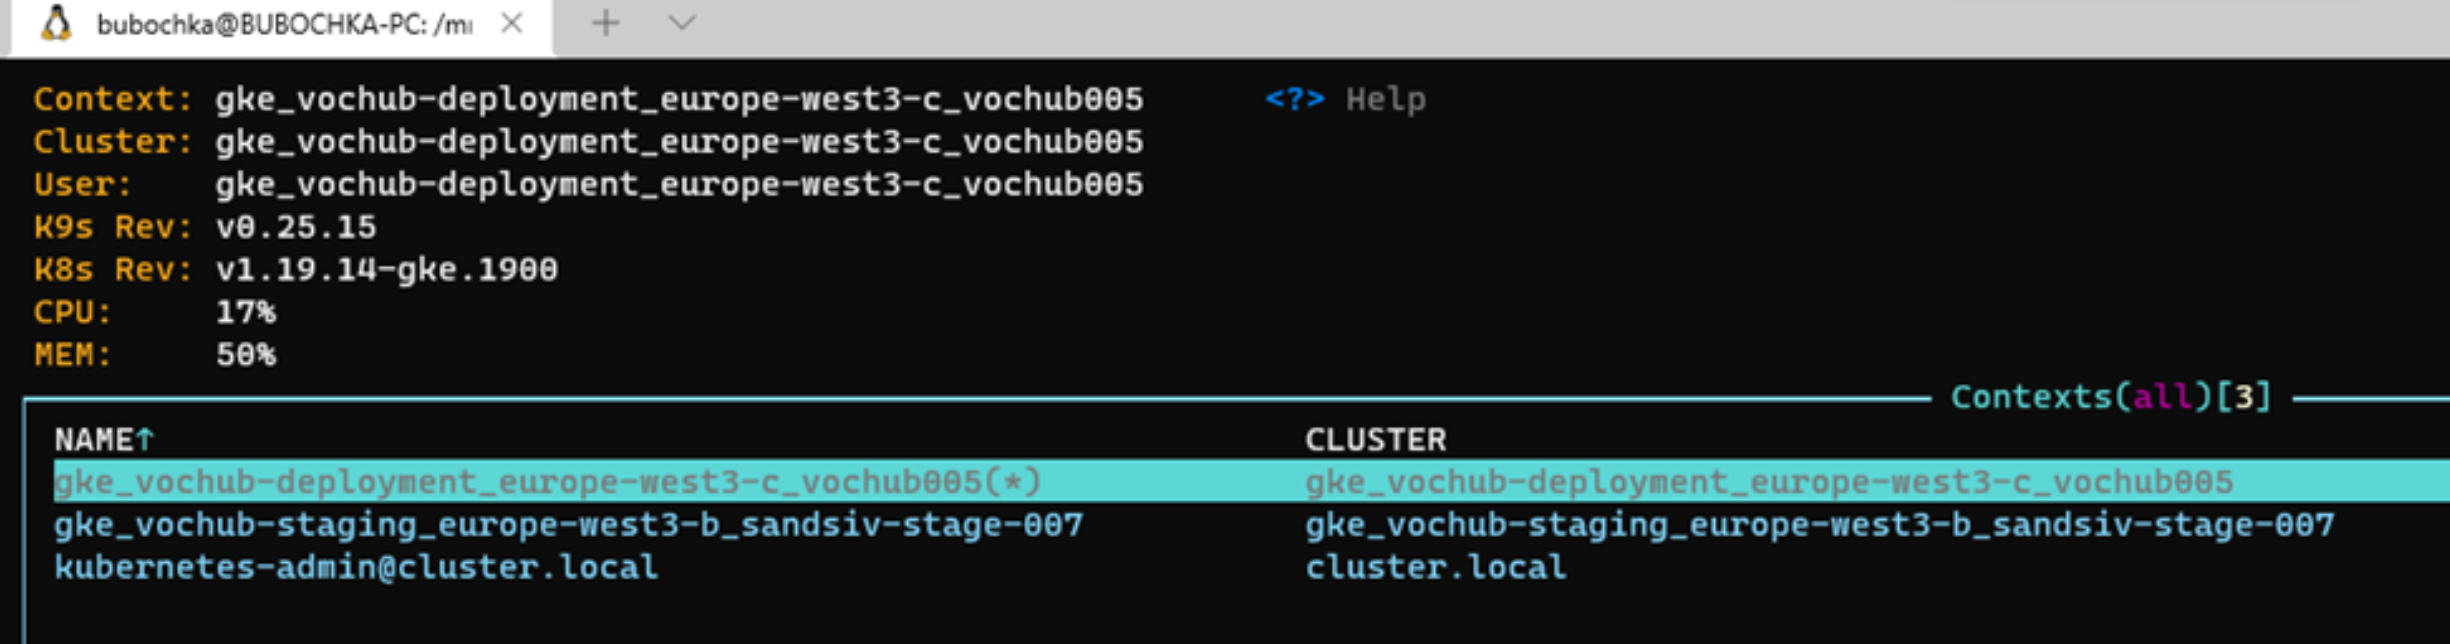 bubochka@BUBOCHKA-PC: /m
Context: gke_vochub-deployment_europe-west3-c_vochub005 <?> Help
Cluster: gke_vochub-deployment_europe-west3-c_vochub005
User: gke_vochub-deployment_europe-west3-c_vochub005
K9s Rev: v0.25.15
K8s Rev: v1.19.14-gke.1900
CPU: 17%
MEM: 50%
Contexts(all)[3]
NAME↑ CLUSTER
gke_vochub-deployment_europe-west3-c_vochub005(*) gke_vochub-deployment_europe-west3-c_vochub005
gke_vochub-staging_europe-west3-b_sandsiv-stage-007 gke_vochub-staging_europe-west3-b_sandsiv-stage-007
kubernetes-admin@cluster.local cluster.local